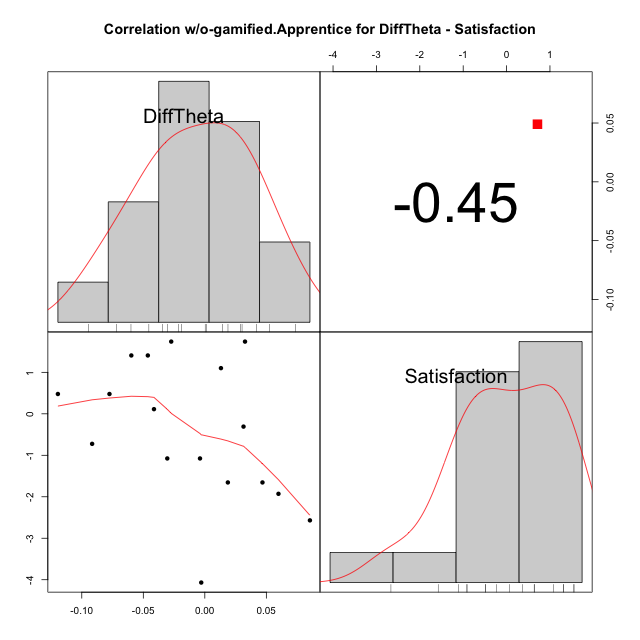 Correlation w/o-gamified.Apprentice for DiffTheta - Satisfaction
-4 -3 -2 -1 0 1
DiffTheta
-0.45
0.05
0.00
-0.05
-0.10
1
0
-1
-2
-3
-4
Satisfaction
-0.10 -0.05 0.00 0.05